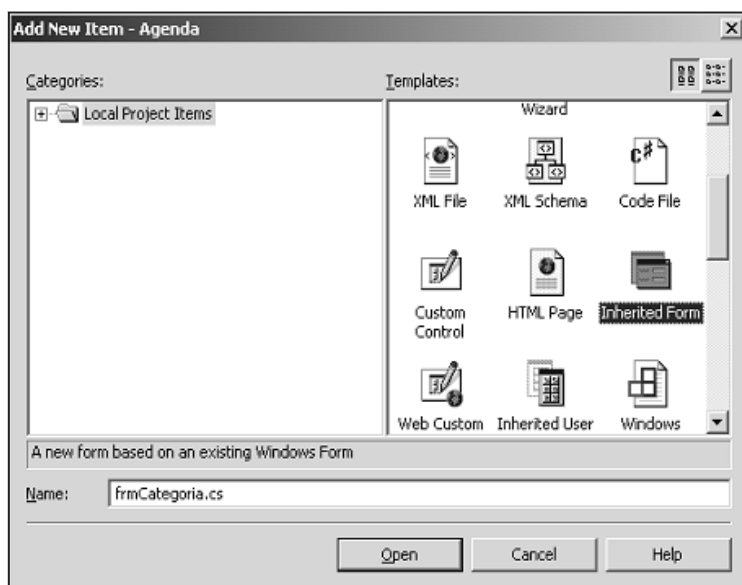 Add New Item - Agenda
Categories:
Templates:
Local Project Items
Wizard
XML File
XML Schema
Code File
Custom
Control
HTML Page
Inherited Form
Web Custom
Inherited User
Windows
A new form based on an existing Windows Form
Name:
frmCategoria.cs
Open
Cancel
Help